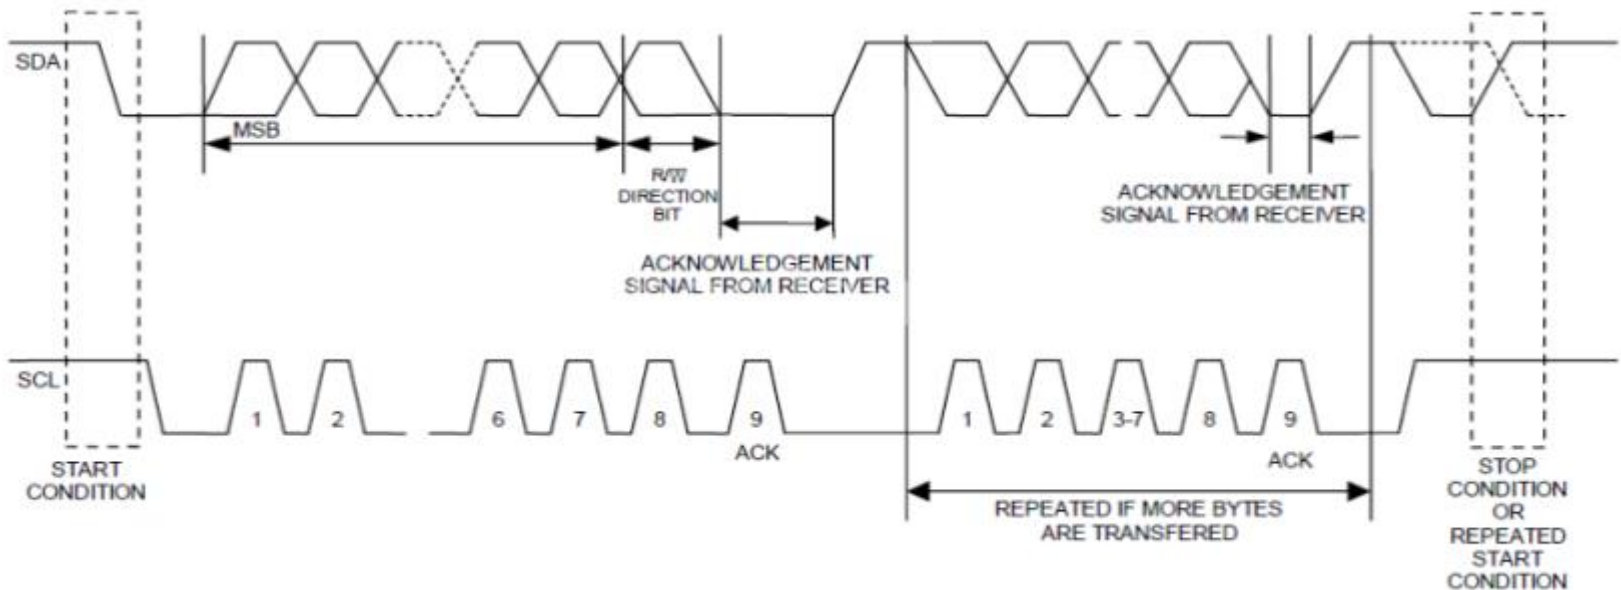 SDA
MSB
R/W
DIRECTION
BIT
ACKNOWLEDGEMENT
SIGNAL FROM RECEIVER
ACKNOWLEDGEMENT
SIGNAL FROM RECEIVER
SCL
1
2
6
7
8
9
ACK
1
2
3-7
8
9
ACK
START
CONDITION
REPEATED IF MORE BYTES
ARE TRANSFERED
STOP
CONDITION
OR
REPEATED
START
CONDITION